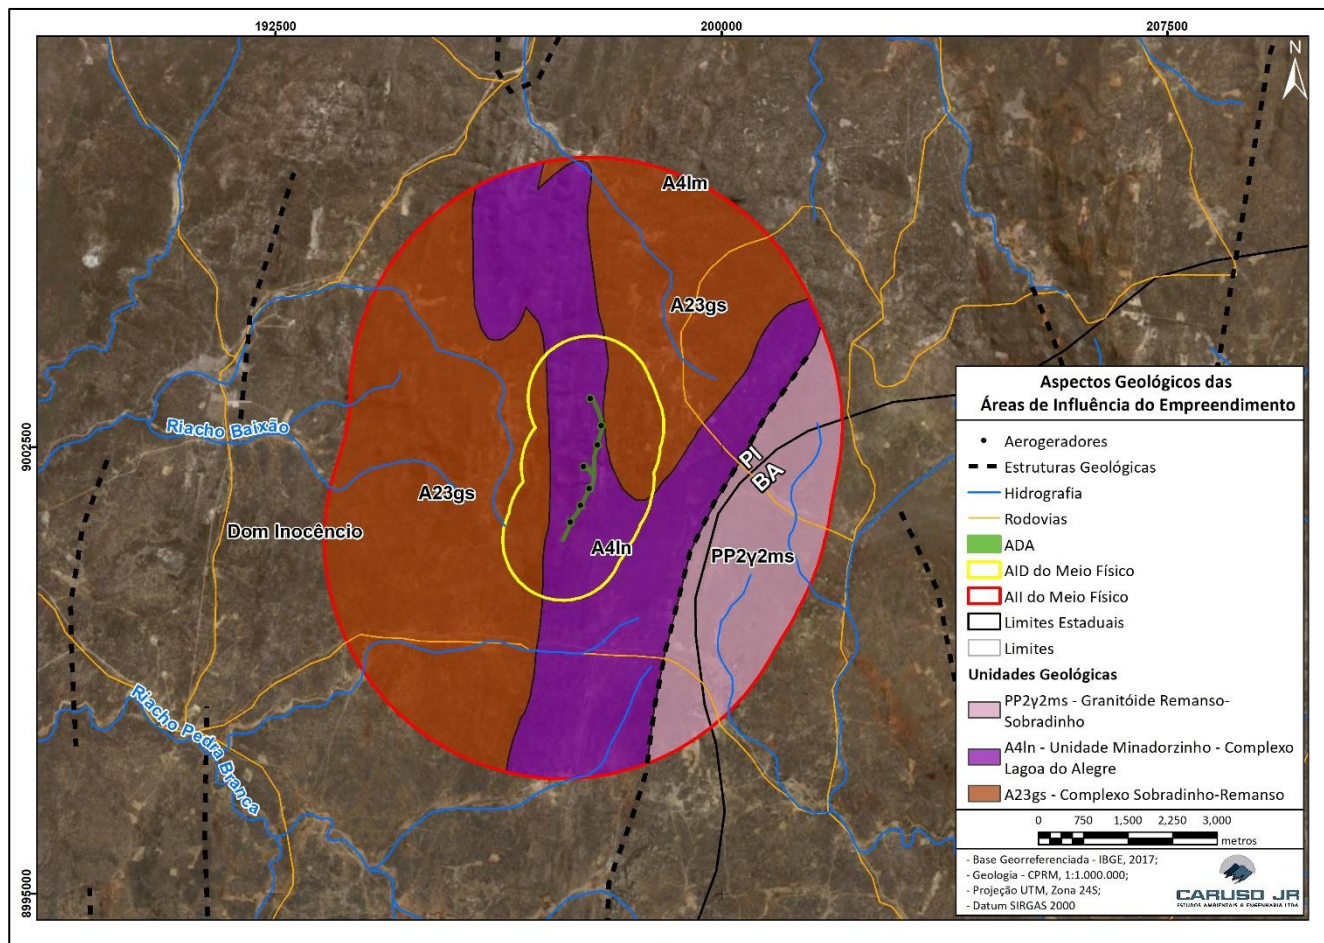 192500
200000
207500
N
A4lm
A23gs
9002500
Riacho Baixão
PI
BA
A23gs
Dom Inocêncio
A4ln
PP2γ2ms
Riacho Pedra Branca
8995000
Aspectos Geológicos das
Áreas de Influência do Empreendimento
Aerogeradores
Estruturas Geológicas
Hidrografia
Rodovias
ADA
AID do Meio Físico
AII do Meio Físico
Limites Estaduais
Limites
Unidades Geológicas
PP2γ2ms - Granitóide Remanso-
Sobradinho
A4ln - Unidade Minadorzinho - Complexo
Lagoa do Alegre
A23gs - Complexo Sobradinho-Remanso
0 750 1,500 2,250 3,000
metros
- Base Georreferenciada - IBGE, 2017;
- Geologia - CPRM, 1:1.000.000;
- Projeção UTM, Zona 24S;
- Datum SIRGAS 2000
CARUSO JR
ESTUDOS AMBIENTAIS & ENGENHARIA LTDA